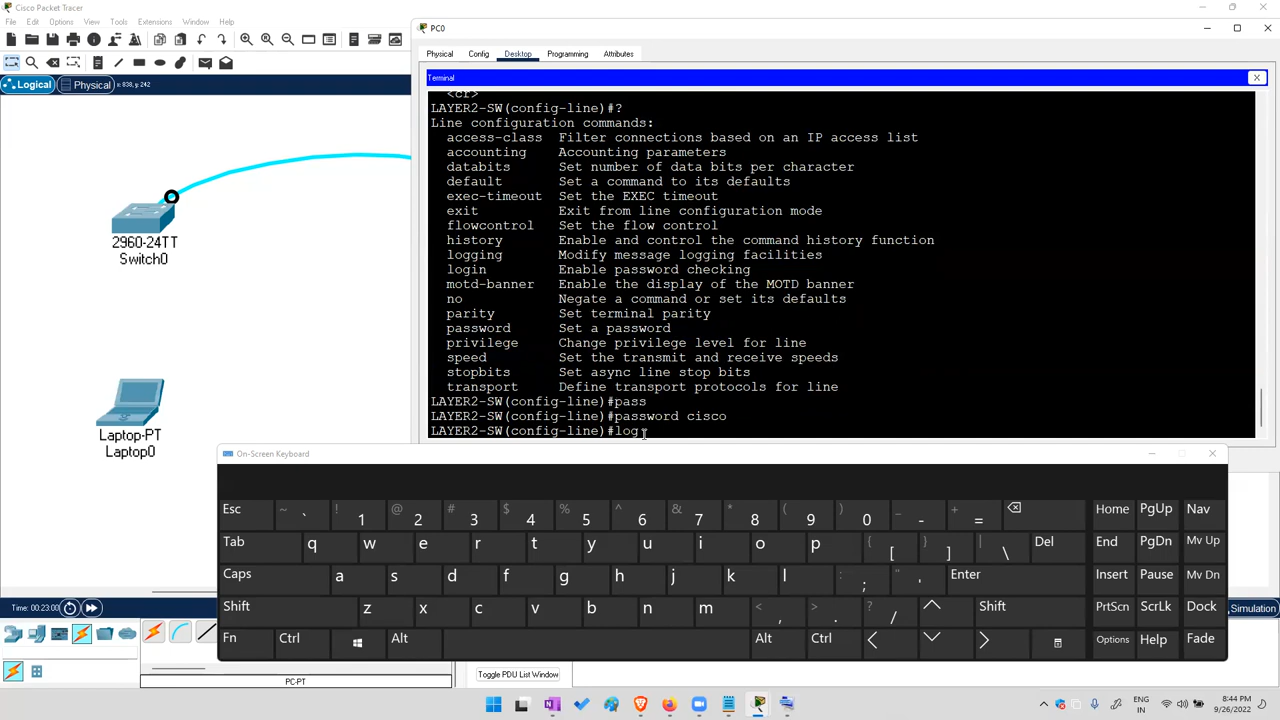 Cisco Packet Tracer
File Edit Options View Tools Extensions Window Help
Logical
Physical
x: 838, y: 242
2960-24TT
Switch0
Laptop-PT
Laptop0
Time: 00:23:00
PC-PT
Toggle PDU List Window
Simulation
PC0
Physical Config Desktop Programming Attributes
Terminal
X
<cr>
LAYER2-SW(config-line)#?
Line configuration commands:
access-class Filter connections based on an IP access list
accounting Accounting parameters
databits Set number of data bits per character
default Set a command to its defaults
exec-timeout Set the EXEC timeout
exit Exit from line configuration mode
flowcontrol Set the flow control
history Enable and control the command history function
logging Modify message logging facilities
login Enable password checking
motd-banner Enable the display of the MOTD banner
no Negate a command or set its defaults
parity Set terminal parity
password Set a password
privilege Change privilege level for line
speed Set the transmit and receive speeds
stopbits Set async line stop bits
transport Define transport protocols for line
LAYER2-SW(config-line)#pass
LAYER2-SW(config-line)#password cisco
LAYER2-SW(config-line)#log
On-Screen Keyboard
Esc ~ ` ! 1 @ 2 # 3 $ 4 % 5 ^ 6 & 7 * 8 ( 9 ) 0 _ - + = Home PgUp Nav
Tab q w e r t y u i o p { [ } ] | \ Del End PgDn Mv Up
Caps a s d f g h j k l : ; " ' Enter Insert Pause Mv Dn
Shift z x c v b n m < , > . ? / Shift PrtScn ScrLk Dock
Fn Ctrl Alt Alt Ctrl Options Help Fade
ENG
IN
8:44 PM
9/26/2022